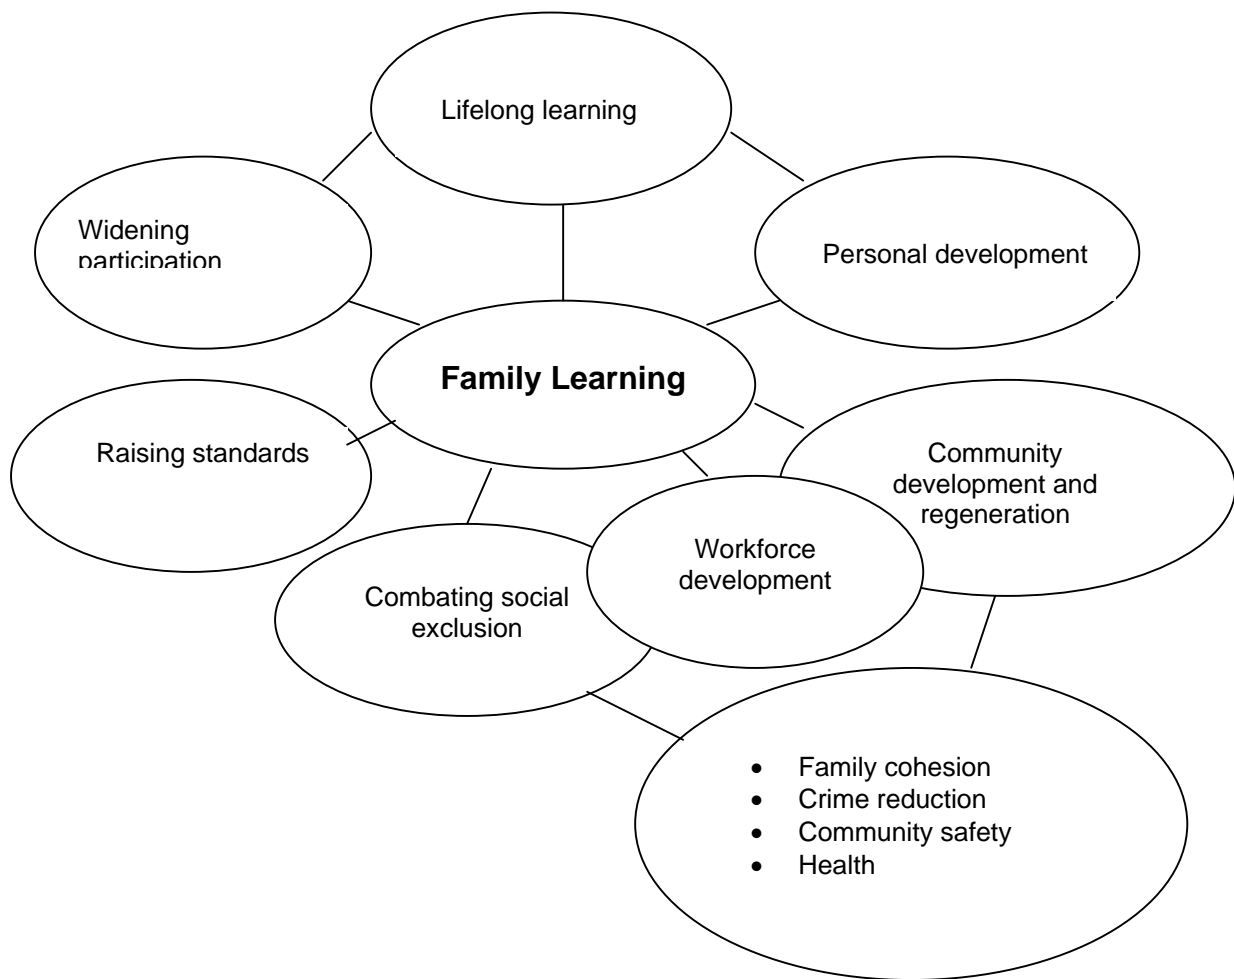 Lifelong learning
Widening
participation
Personal development
Family Learning
Raising standards
Community
development and
regeneration
Workforce
development
Combating social
exclusion
• Family cohesion
• Crime reduction
• Community safety
• Health